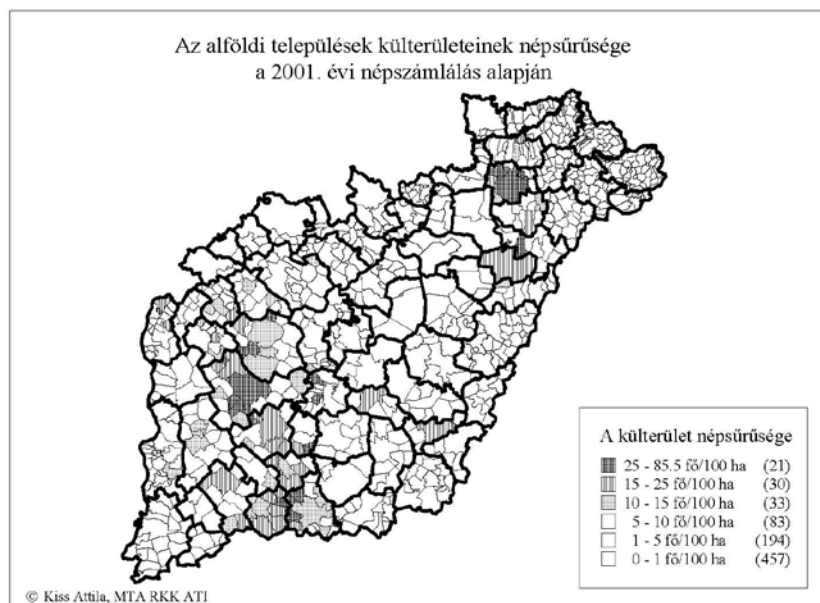 Az alföldi települések külterületeinek népsűrűsége
a 2001. évi népszámlálás alapján
A külterület népsűrűsége
25 - 85.5 fő/100 ha (21)
15 - 25 fő/100 ha (30)
10 - 15 fő/100 ha (33)
5 - 10 fő/100 ha (83)
1 - 5 fő/100 ha (194)
0 - 1 fő/100 ha (457)
© Kiss Attila, MTA RKK ATI